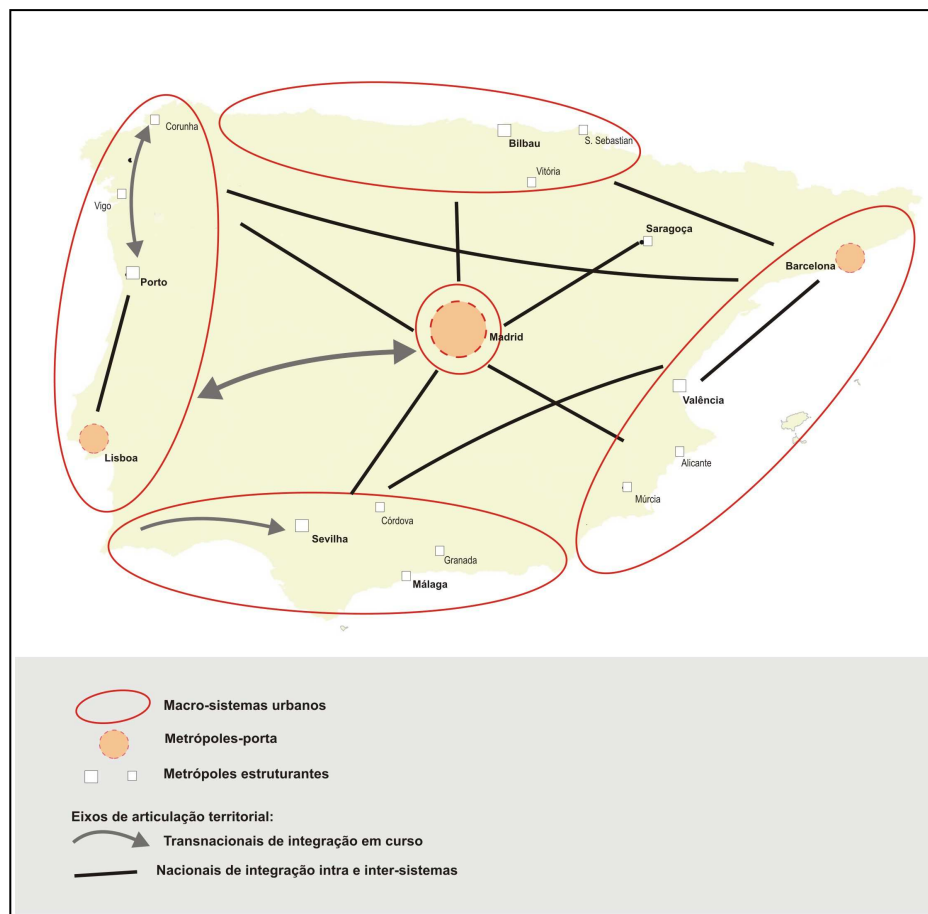 Corunha
Bilbau
S. Sebastian
Vitória
Vigo
Saragoça
Barcelona
Porto
Madrid
Valência
Lisboa
Alicante
Múrcia
Córdova
Sevilha
Granada
Málaga
Macro-sistemas urbanos
Metrópoles-porta
Metrópoles estruturantes
Eixos de articulação territorial:
Transnacionais de integração em curso
Nacionais de integração intra e inter-sistemas